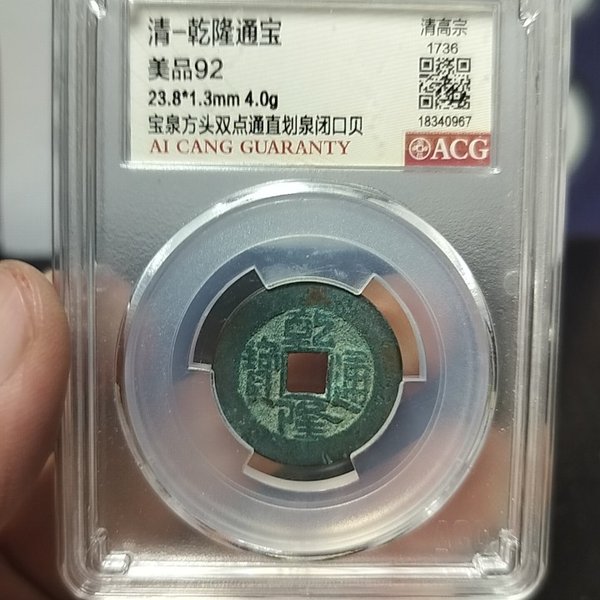 清-乾隆通宝
美品92
23.8*1.3mm 4.0g
宝泉方头双点通直划泉闭口贝
AI CANG GUARANTY
清高宗
1736
18340967
ACG
乾隆通寶